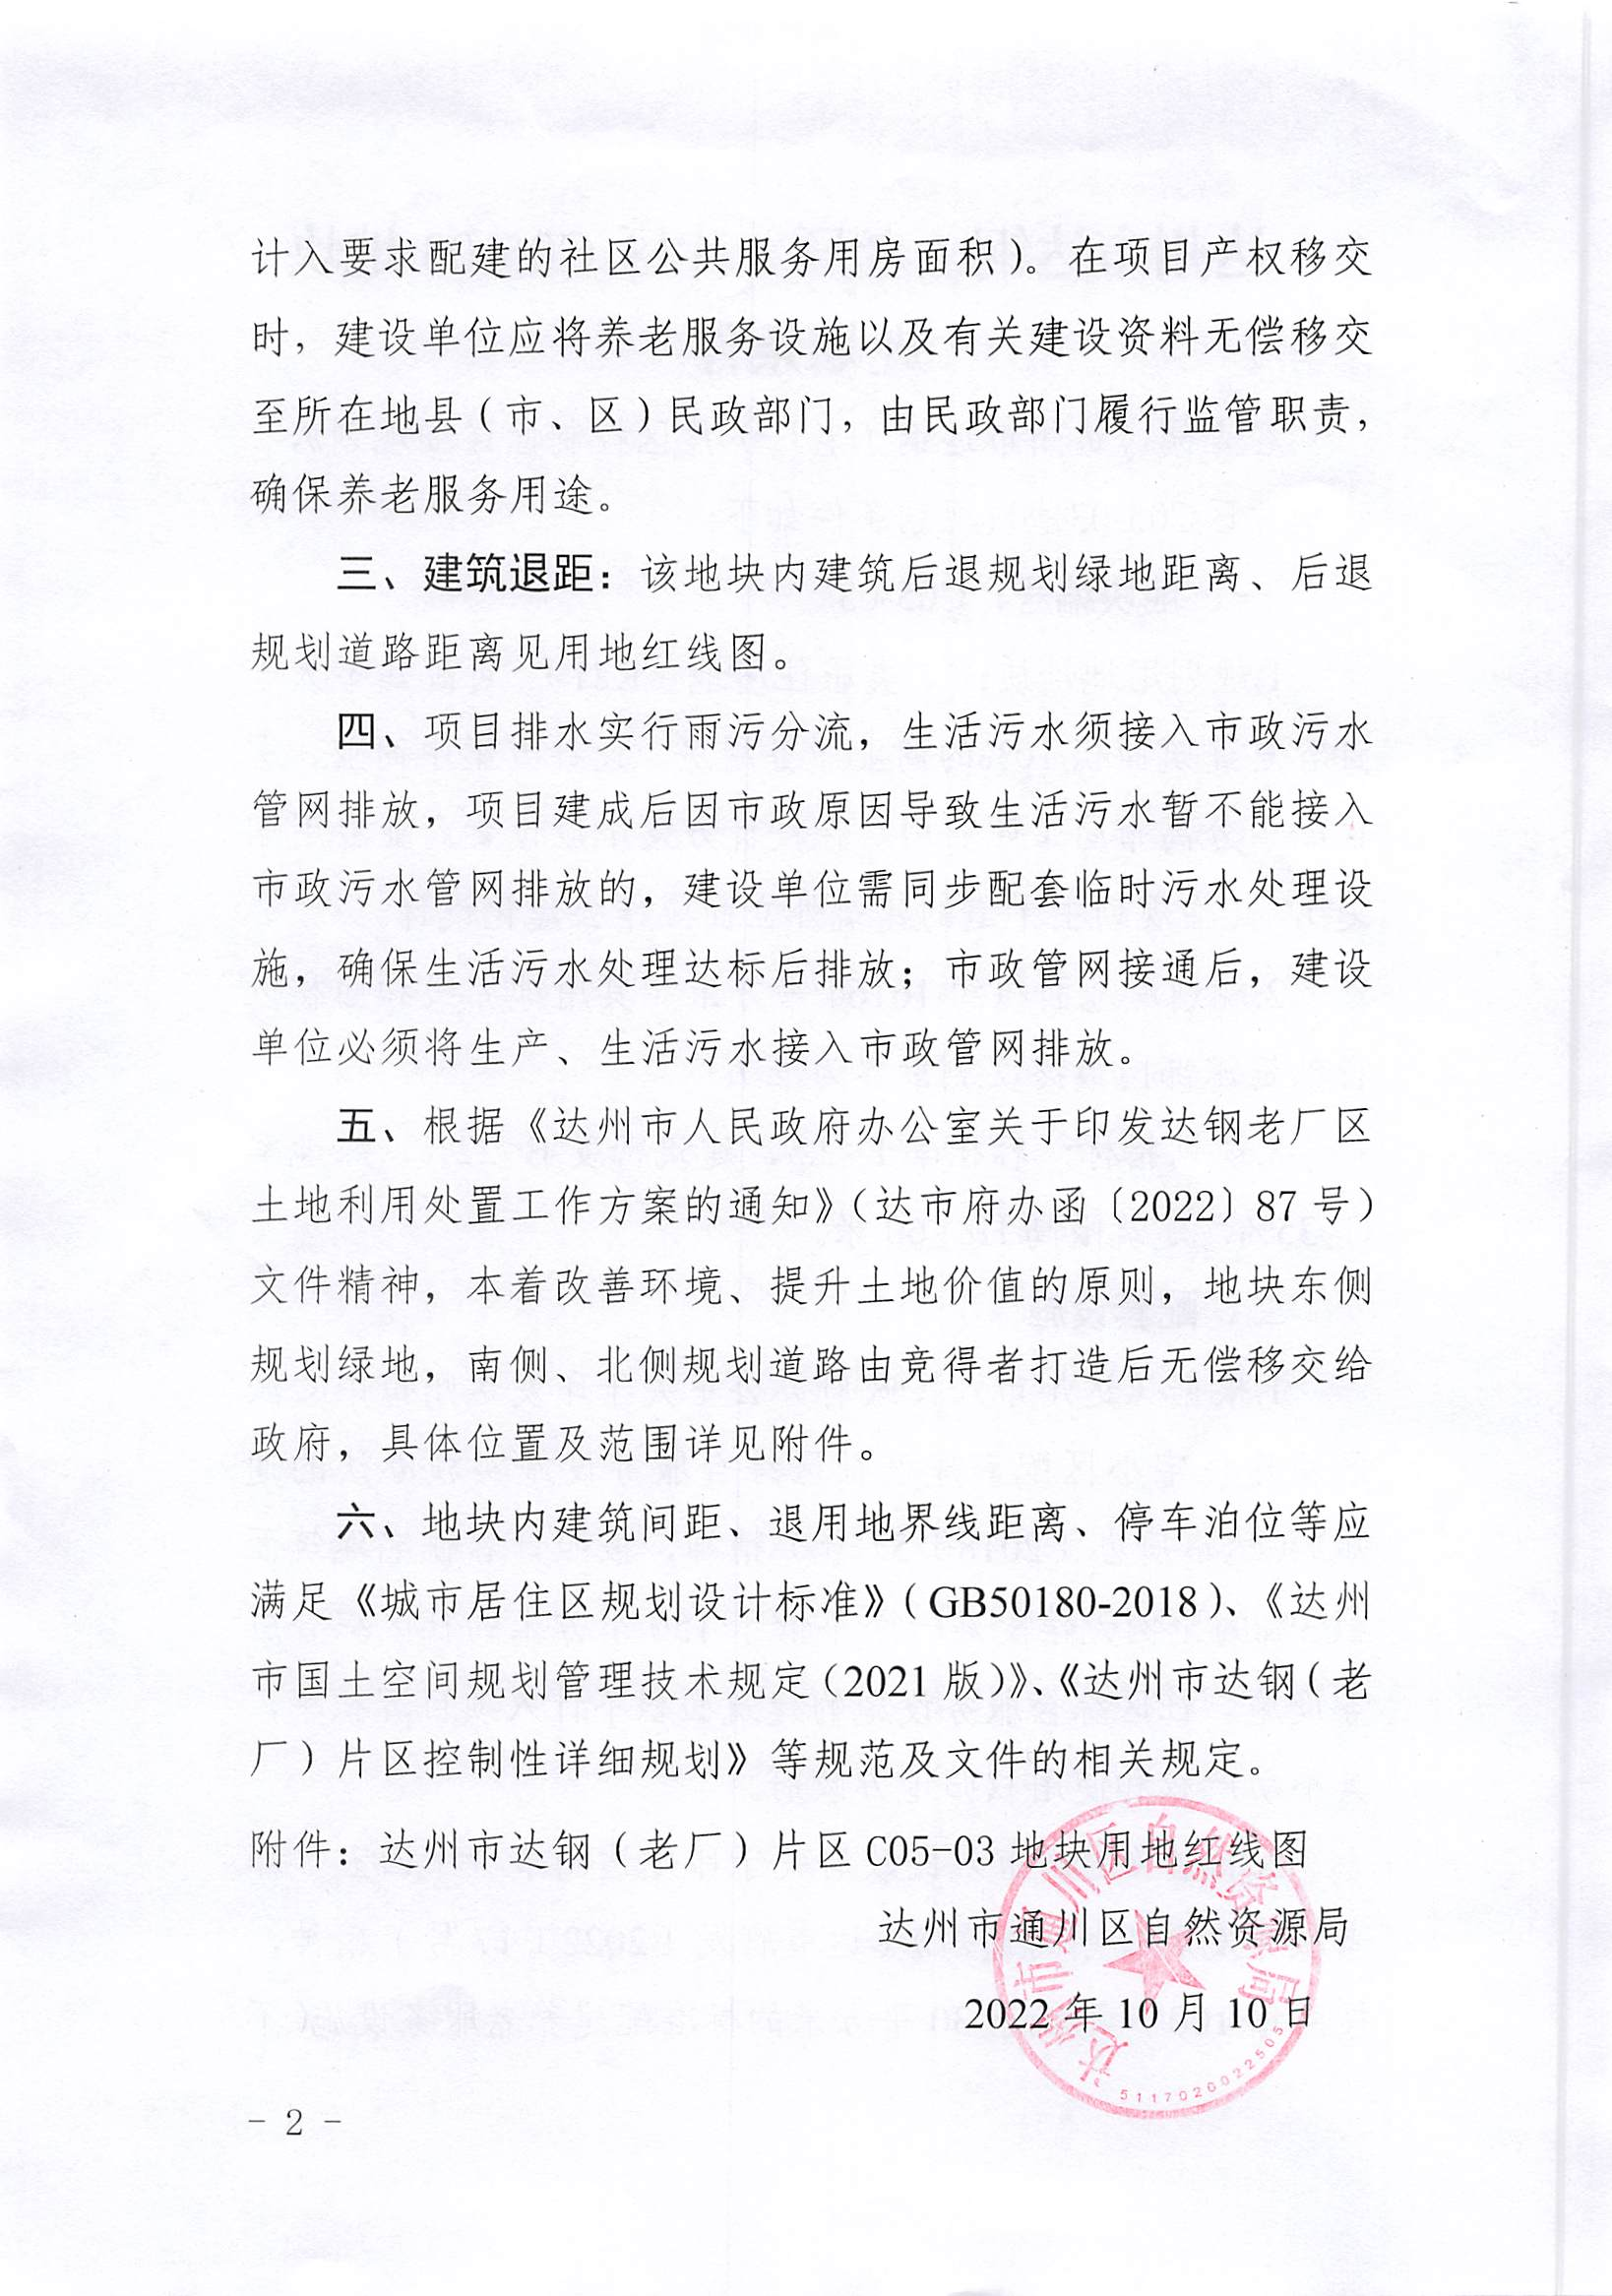 计入要求配建的社区公共服务用房面积）。在项目产权移交
时，建设单位应将养老服务设施以及有关建设资料无偿移交
至所在地县（市、区）民政部门，由民政部门履行监管职责，
确保养老服务用途。
三、建筑退距：该地块内建筑后退规划绿地距离、后退
规划道路距离见用地红线图。
四、项目排水实行雨污分流，生活污水须接入市政污水
管网排放，项目建成后因市政原因导致生活污水暂不能接入
市政污水管网排放的，建设单位需同步配套临时污水处理设
施，确保生活污水处理达标后排放；市政管网接通后，建设
单位必须将生产、生活污水接入市政管网排放。
五、根据《达州市人民政府办公室关于印发达钢老厂区
土地利用处置工作方案的通知》（达市府办函〔2022〕87号）
文件精神，本着改善环境、提升土地价值的原则，地块东侧
规划绿地，南侧、北侧规划道路由竞得者打造后无偿移交给
政府，具体位置及范围详见附件。
六、地块内建筑间距、退用地界线距离、停车泊位等应
满足《城市居住区规划设计标准》（GB50180-2018）、《达州
市国土空间规划管理技术规定（2021版）》、《达州市达钢（老
厂）片区控制性详细规划》等规范及文件的相关规定。
附件：达州市达钢（老厂）片区C05-03地块用地红线图
达州市通川区自然资源局
2022年10月10日
达州市通川区自然资源局
5117020022505
- 2 -